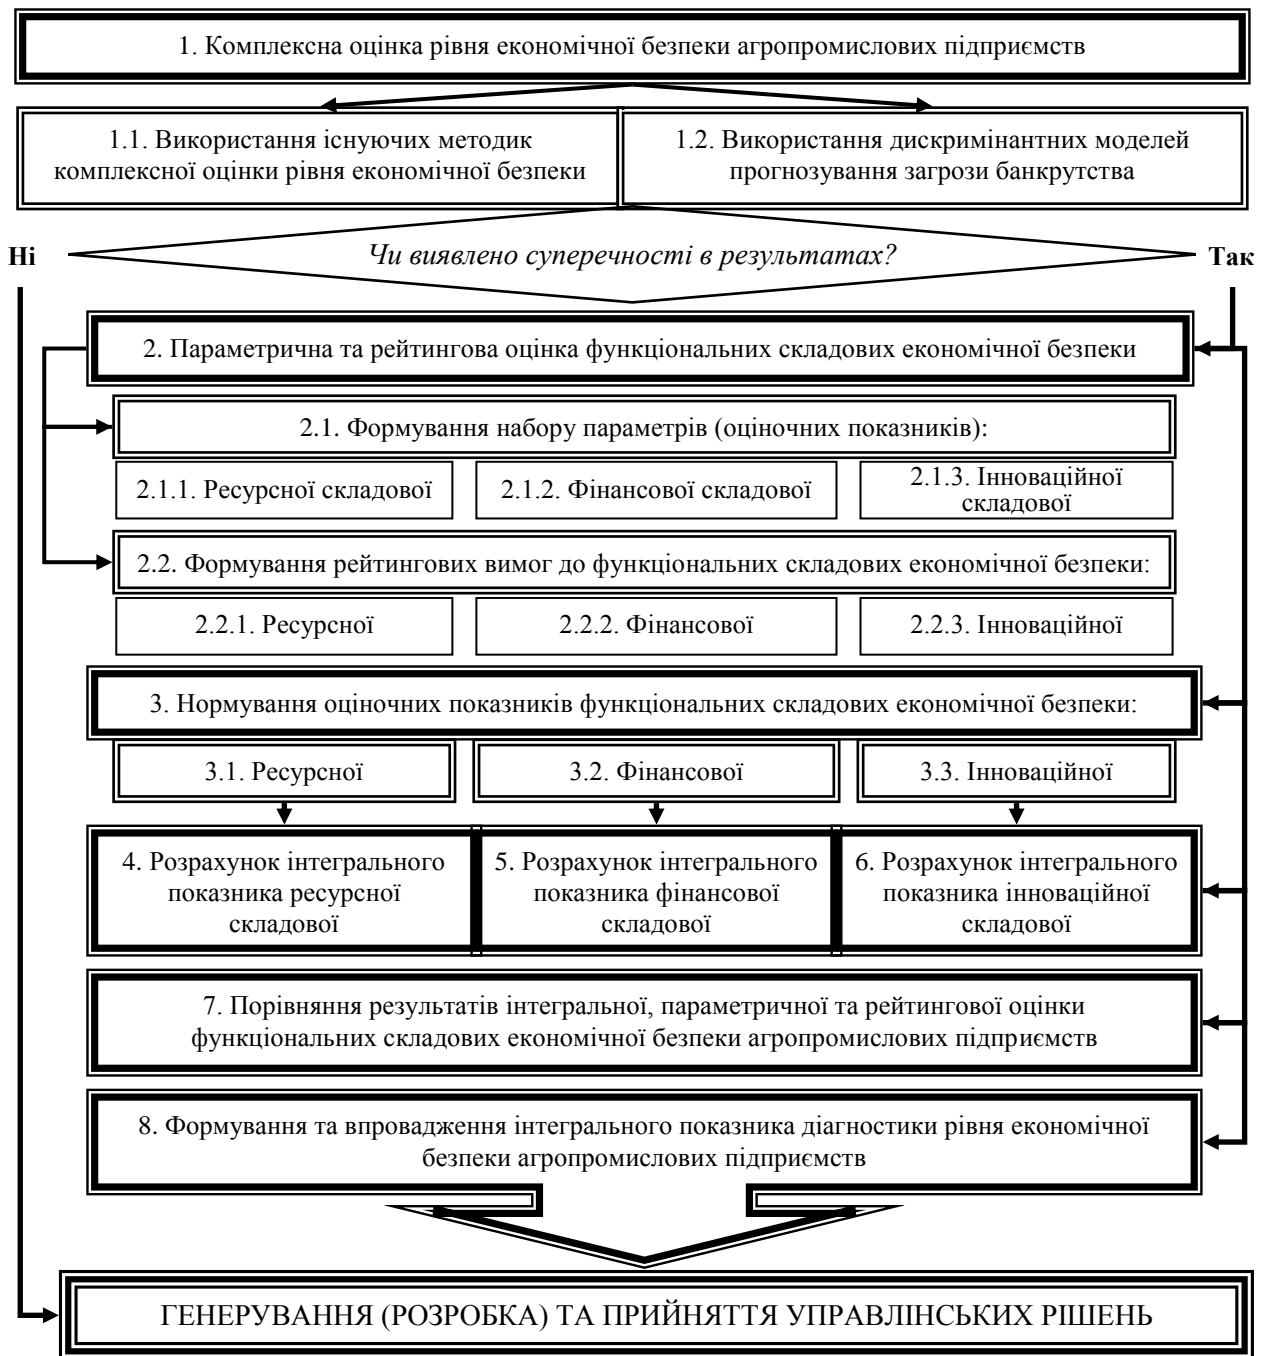 1. Комплексна оцінка рівня економічної безпеки агропромислових підприємств
1.1. Використання існуючих методик
комплексної оцінки рівня економічної безпеки
1.2. Використання дискримінантних моделей
прогнозування загрози банкрутства
Ні
Чи виявлено суперечності в результатах?
Так
2. Параметрична та рейтингова оцінка функціональних складових економічної безпеки
2.1. Формування набору параметрів (оціночних показників):
2.1.1. Ресурсної складової
2.1.2. Фінансової складової
2.1.3. Інноваційної
складової
2.2. Формування рейтингових вимог до функціональних складових економічної безпеки:
2.2.1. Ресурсної
2.2.2. Фінансової
2.2.3. Інноваційної
3. Нормування оціночних показників функціональних складових економічної безпеки:
3.1. Ресурсної
3.2. Фінансової
3.3. Інноваційної
4. Розрахунок інтегрального
показника ресурсної
складової
5. Розрахунок інтегрального
показника фінансової
складової
6. Розрахунок інтегрального
показника інноваційної
складової
7. Порівняння результатів інтегральної, параметричної та рейтингової оцінки
функціональних складових економічної безпеки агропромислових підприємств
8. Формування та впровадження інтегрального показника діагностики рівня економічної
безпеки агропромислових підприємств
ГЕНЕРУВАННЯ (РОЗРОБКА) ТА ПРИЙНЯТТЯ УПРАВЛІНСЬКИХ РІШЕНЬ